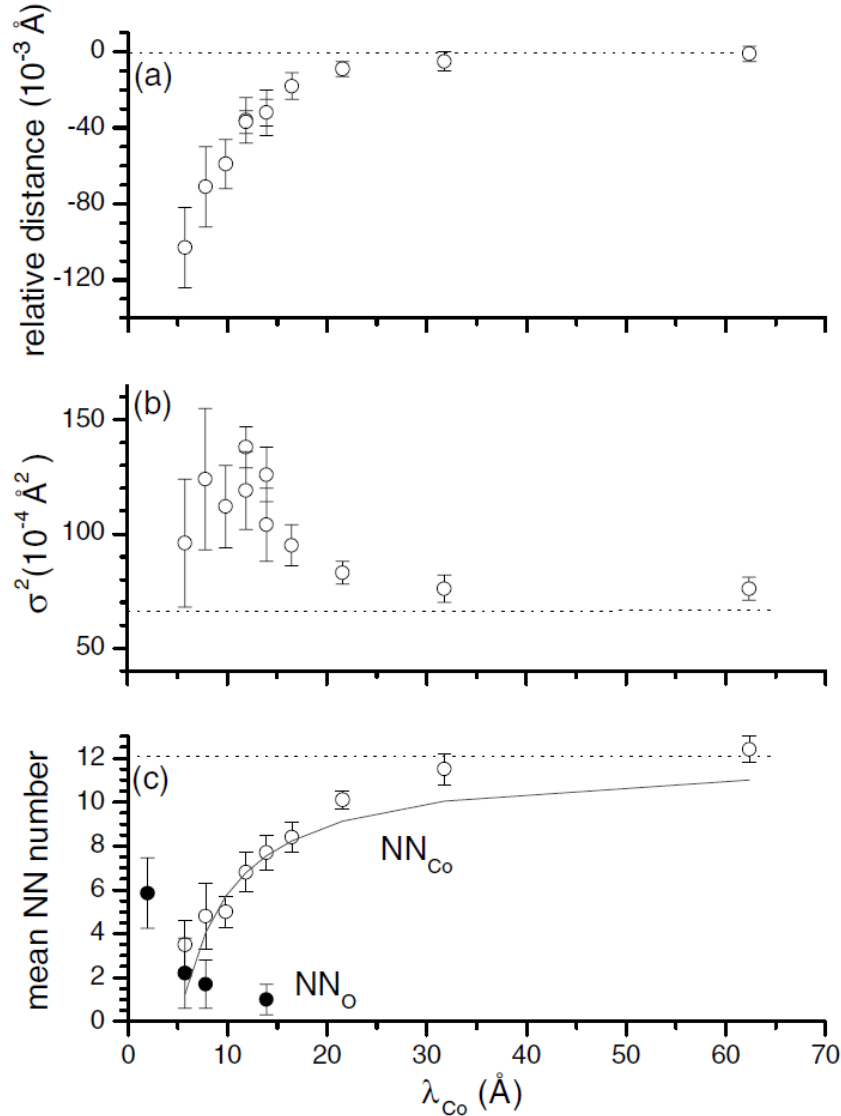 0
-40
-80
-120
relative distance (10⁻³ Å)
(a)
150
100
50
σ² (10⁻⁴ Å²)
(b)
12
10
8
6
4
2
0
mean NN number
(c)
NN_Co
NN_O
0 10 20 30 40 50 60 70
λ_Co (Å)